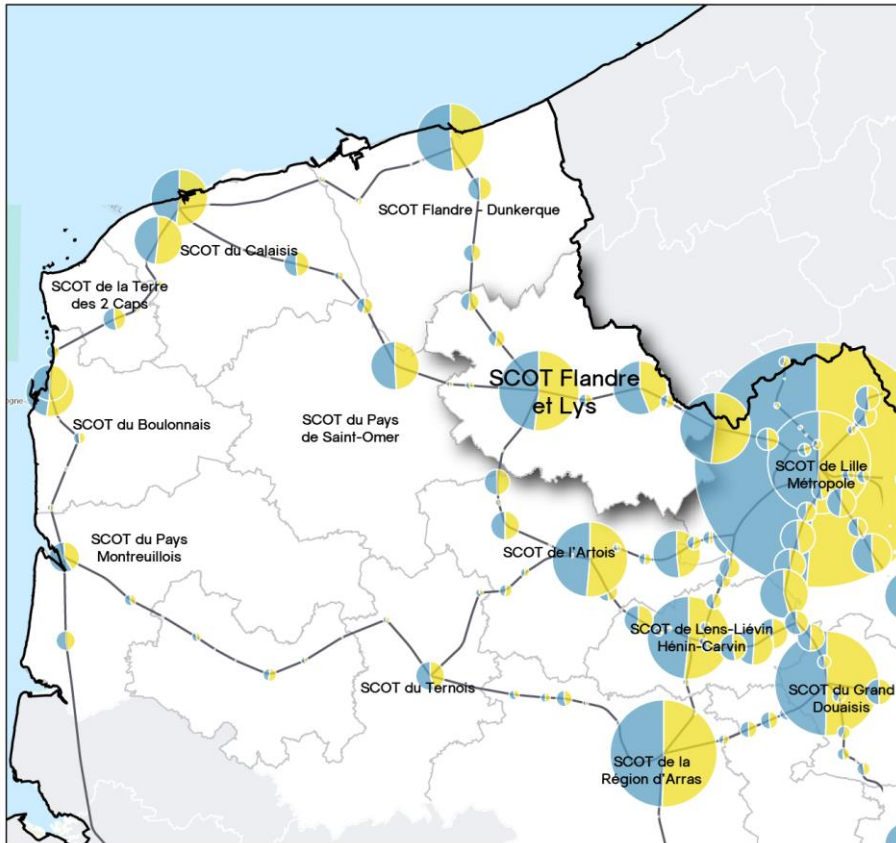 SCOT Flandre - Dunkerque
SCOT du Calaisis
SCOT de la Terre
des 2 Caps
SCOT Flandre
et Lys
SCOT du Boulonnais
SCOT du Pays
de Saint-Omer
SCOT de Lille
Métropole
SCOT du Pays
Montreuillois
SCOT de l'Artois
SCOT de Lens-Liévin
Hénin-Carvin
SCOT du Ternois
SCOT du Grand
Douaisis
SCOT de la
Région d'Arras